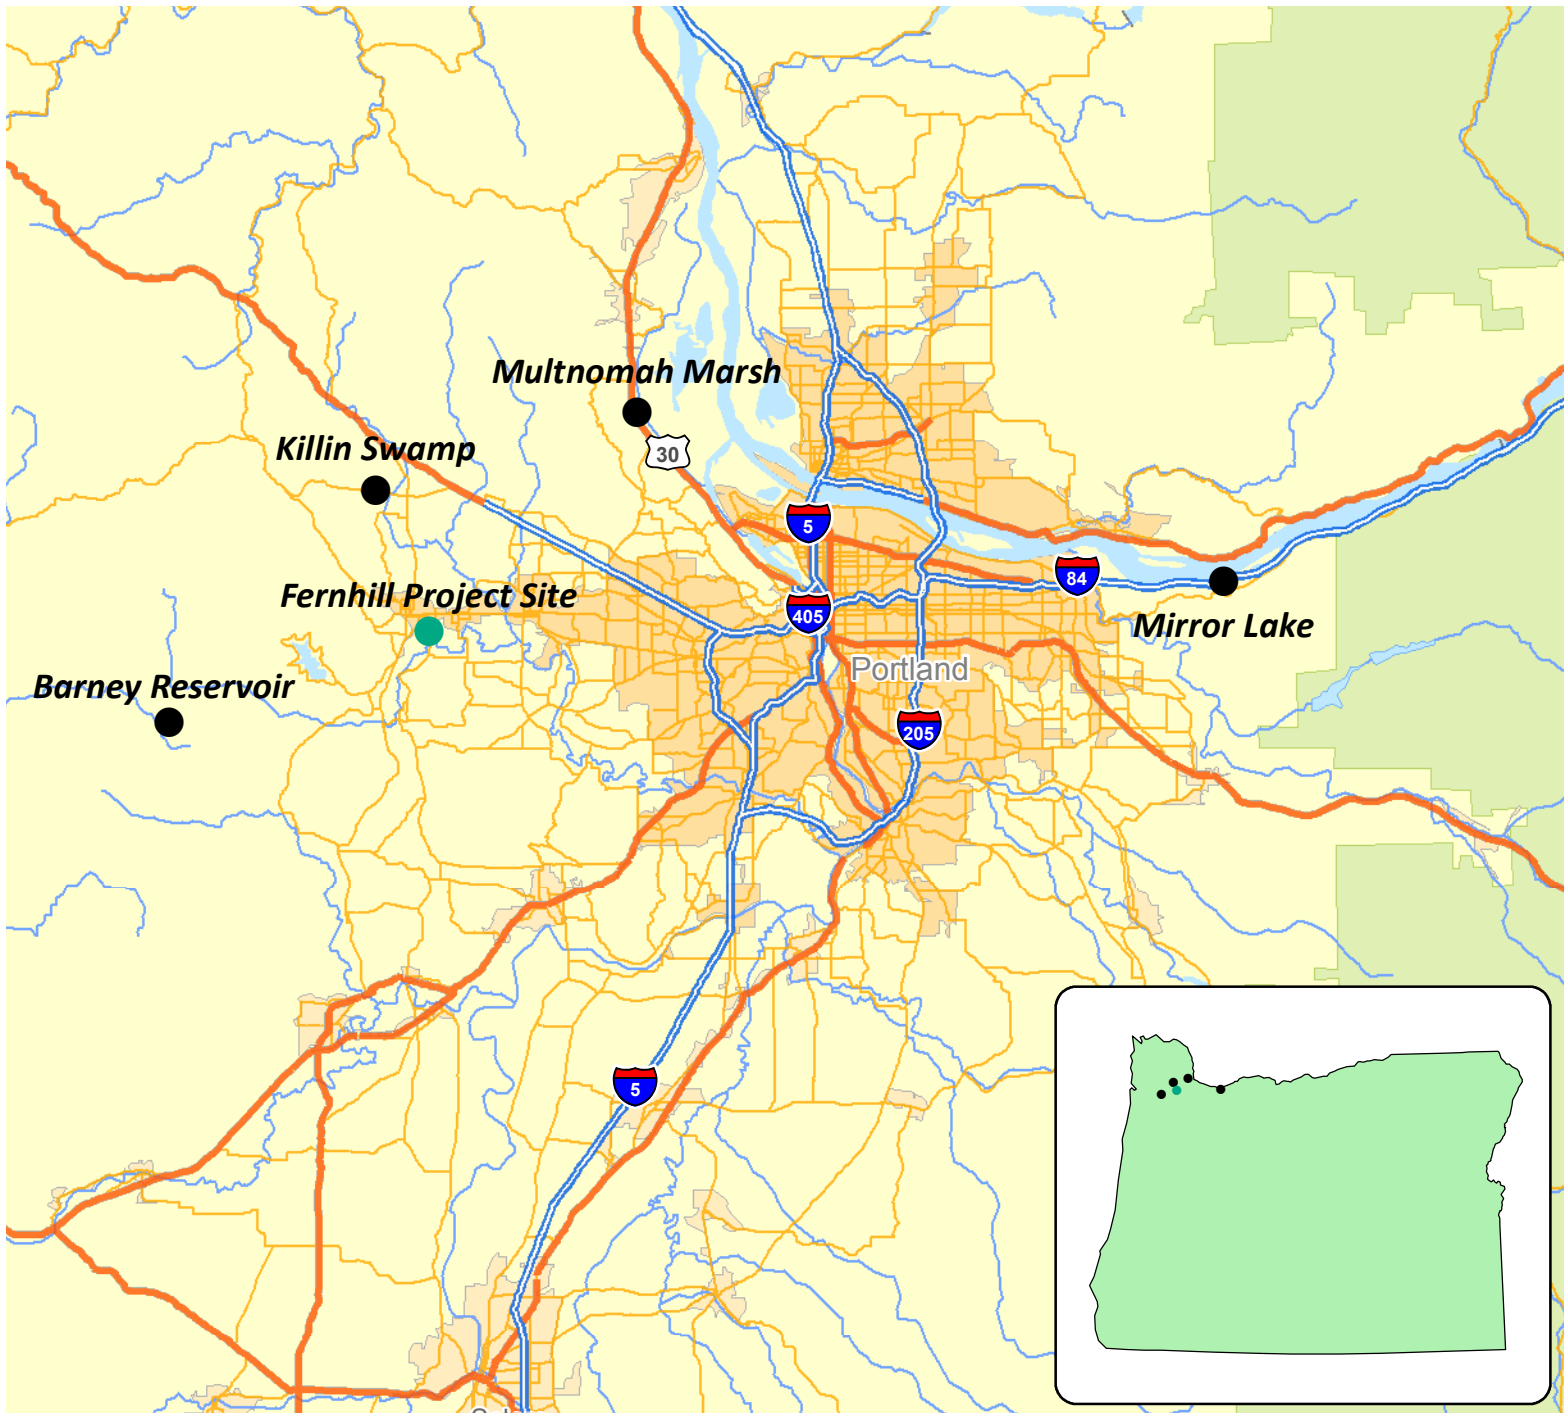 Multnomah Marsh
Killin Swamp
30
5
Fernhill Project Site
84
405
Mirror Lake
Portland
Barney Reservoir
205
5